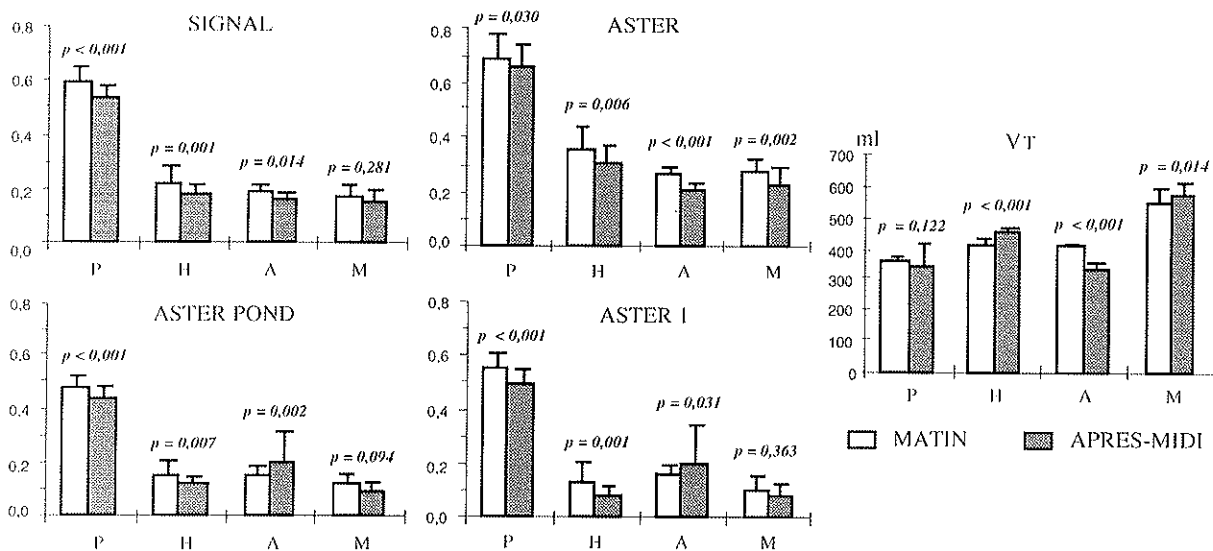 SIGNAL
0,8
0,6
0,4
0,2
0,0
p < 0,001
p = 0,001
p = 0,014
p = 0,281
P H A M
ASTER
0,8
0,6
0,4
0,2
0,0
p = 0,030
p = 0,006
p < 0,001
p = 0,002
P H A M
VT
ml
700
600
500
400
300
200
100
0
p = 0,122
p < 0,001
p < 0,001
p = 0,014
P H A M
MATIN APRES-MIDI
ASTER POND
0,8
0,6
0,4
0,2
0,0
p < 0,001
p = 0,007
p = 0,002
p = 0,094
P H A M
ASTER I
0,8
0,6
0,4
0,2
0,0
p < 0,001
p = 0,001
p = 0,031
p = 0,363
P H A M